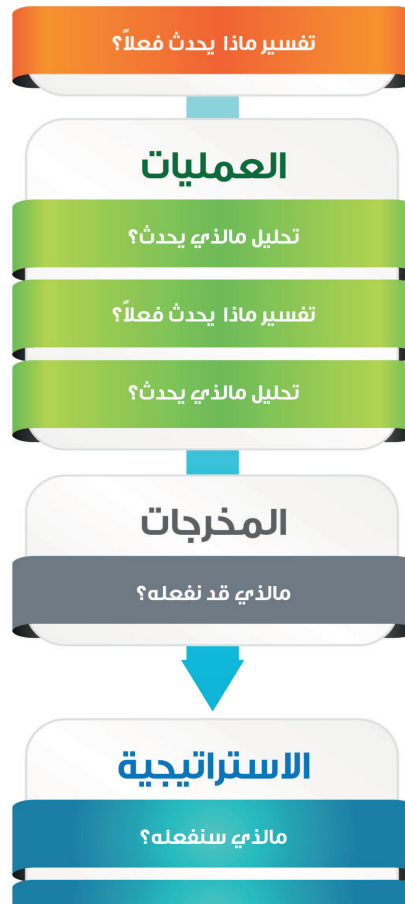 تفسير ماذا يحدث فعلاً؟
العمليات
تحليل مالذي يحدث؟
تفسير ماذا يحدث فعلاً؟
تحليل مالذي يحدث؟
المخرجات
مالذي قد نفعله؟
الاستراتيجية
مالذي سنفعله؟